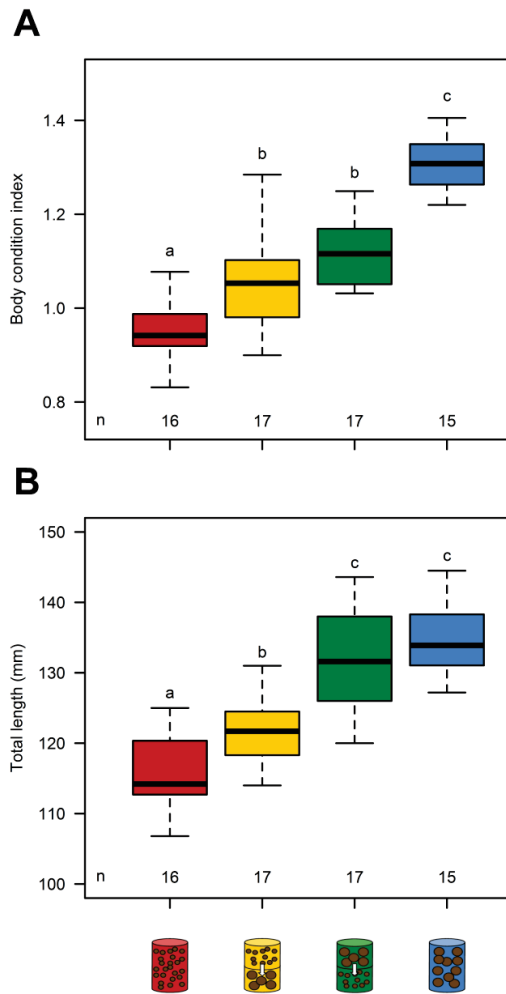 A
Body condition index
1.4
1.2
1.0
0.8
a
b
b
c
n 16 17 17 15
B
Total length (mm)
150
140
130
120
110
100
a
b
c
c
n 16 17 17 15